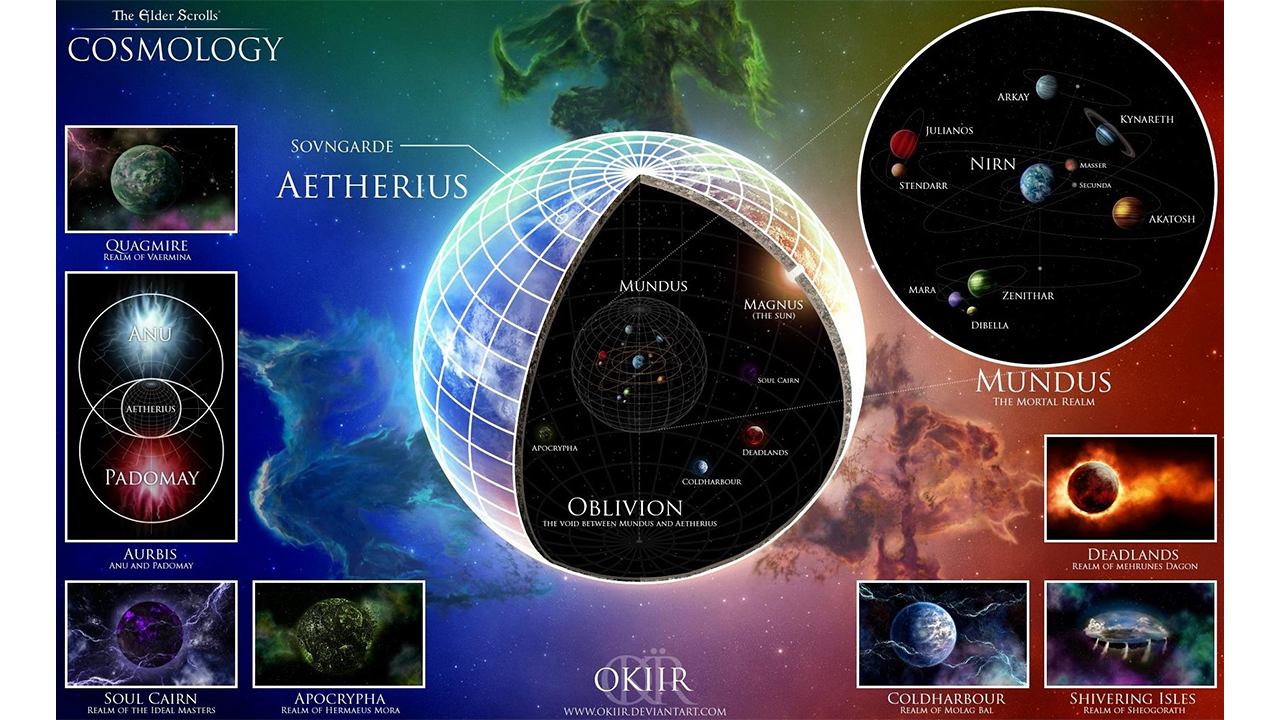 The Elder Scrolls
COSMOLOGY
SOVNGARDE
AETHERIUS
QUAGMIRE
REALM OF VAERMINA
ANU
AETHERIUS
PADOMAY
AURBIS
ANU AND PADOMAY
SOUL CAIRN
REALM OF THE IDEAL MASTERS
APOCRYPHA
REALM OF HERMAEUS MORA
MUNDUS
MAGNUS
(THE SUN)
SOUL CAIRN
APOCRYPHA
DEADLANDS
COLDHARBOUR
OBLIVION
THE VOID BETWEEN MUNDUS AND AETHERIUS
ARKAY
KYNARETH
JULIANOS
NIRN
MASSER
STENDARR
SECUNDA
AKATOSH
MARA
ZENITHAR
DIBELLA
MUNDUS
THE MORTAL REALM
DEADLANDS
REALM OF MEHRUNES DAGON
COLDHARBOUR
REALM OF MOLAG BAL
SHIVERING ISLES
REALM OF SHEOGORATH
OKIIR
WWW.OKIIR.DEVIANTART.COM